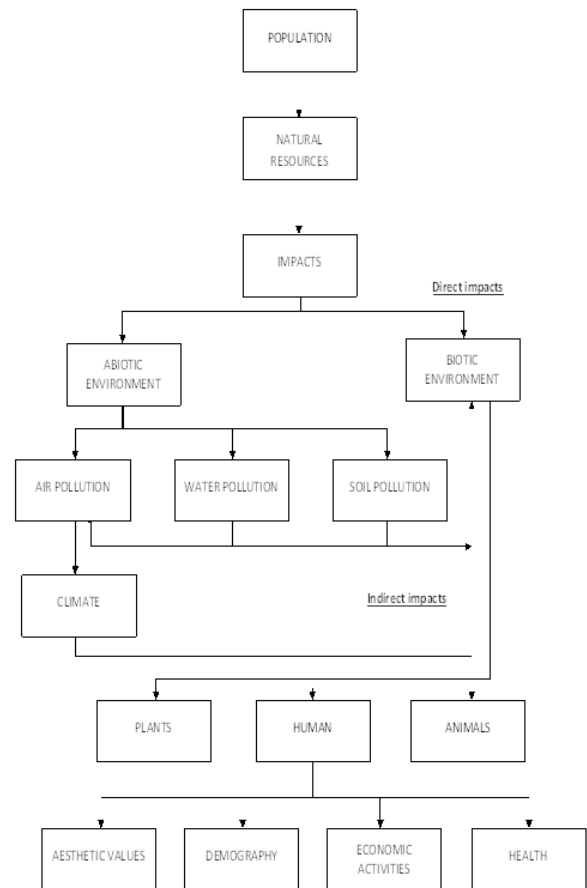 POPULATION
NATURAL
RESOURCES
IMPACTS
Direct impacts
ABIOTIC
ENVIRONMENT
BIOTIC
ENVIRONMENT
AIR POLLUTION
WATER POLLUTION
SOIL POLLUTION
CLIMATE
Indirect impacts
PLANTS
HUMAN
ANIMALS
AESTHETIC VALUES
DEMOGRAPHY
ECONOMIC
ACTIVITIES
HEALTH